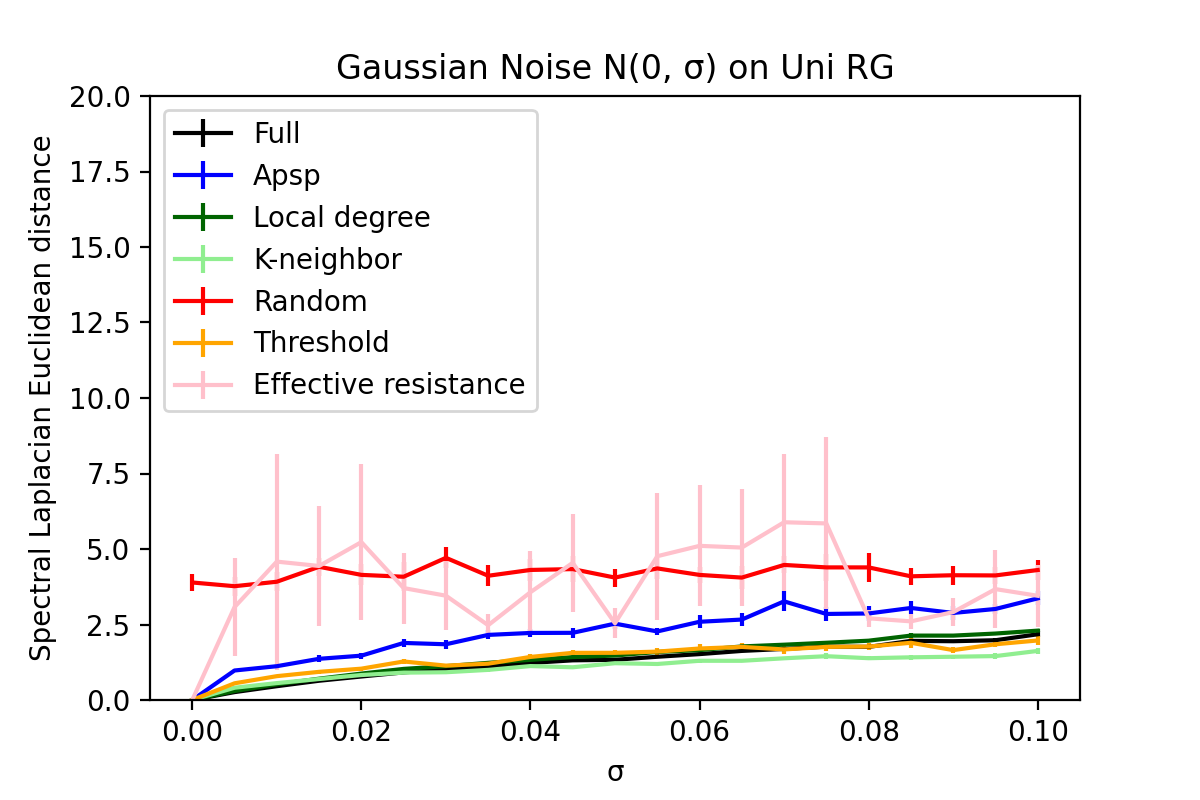 Gaussian Noise N(0, σ) on Uni RG
Spectral Laplacian Euclidean distance
20.0
17.5
15.0
12.5
10.0
7.5
5.0
2.5
0.0
Full
Apsp
Local degree
K-neighbor
Random
Threshold
Effective resistance
0.00 0.02 0.04 0.06 0.08 0.10
σ